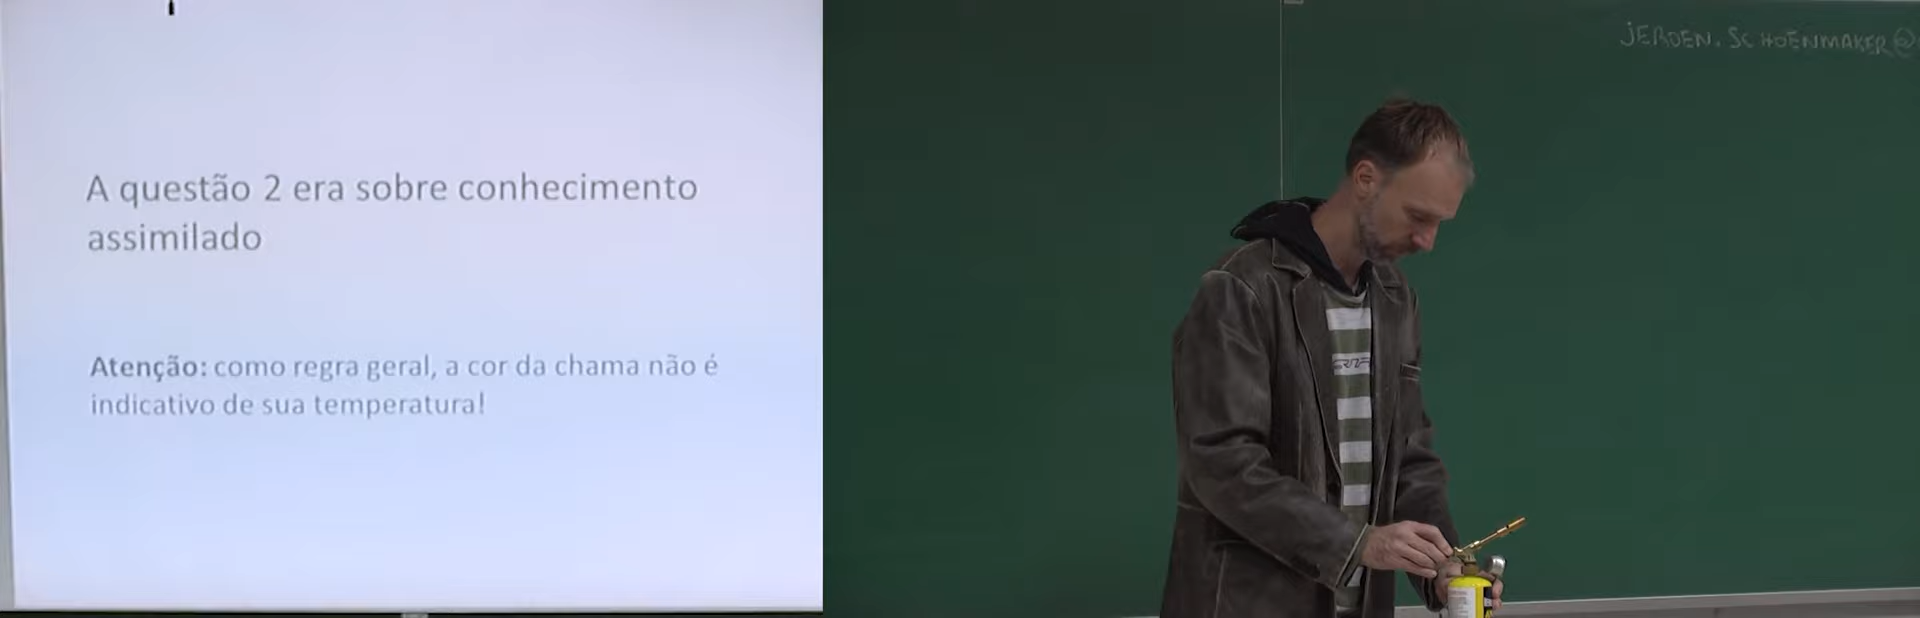 A questão 2 era sobre conhecimento
assimilado
Atenção: como regra geral, a cor da chama não é
indicativo de sua temperatura!
JEROEN.SCHOENMAKER@